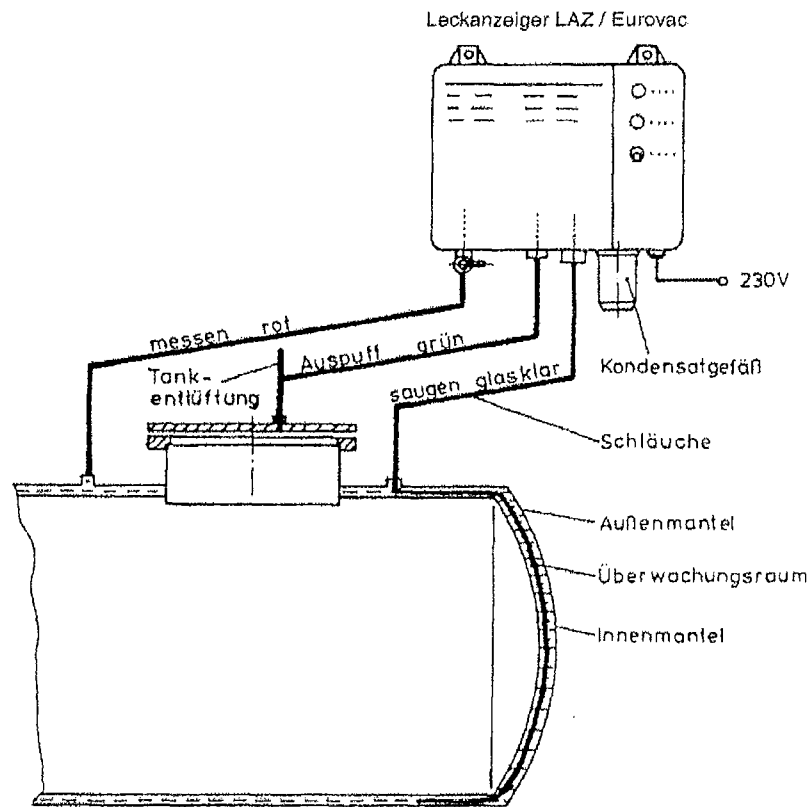 Leckanzeiger LAZ / Eurovac
230V
messen rot
Auspuff grün
Tank-
entlüftung
saugen glasklar
Kondensatgefäß
Schläuche
Außenmantel
Überwachungsraum
Innenmantel